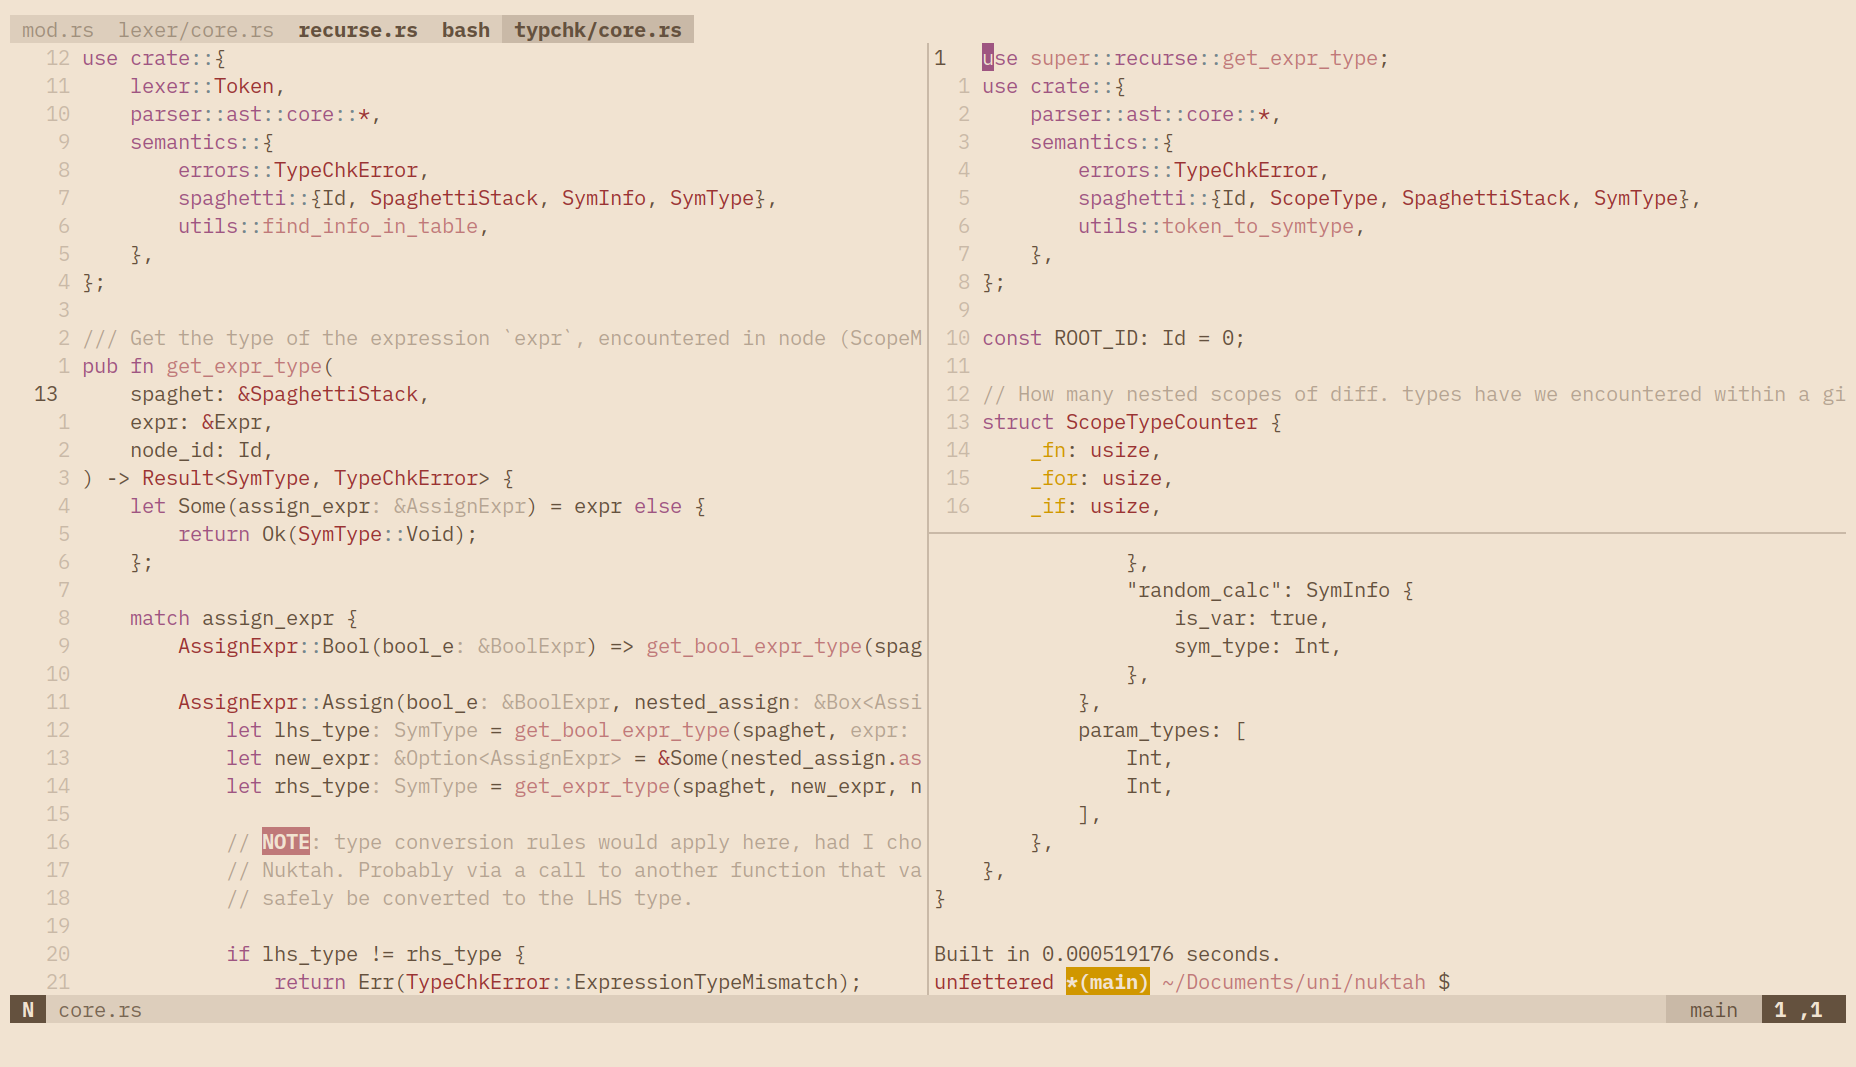 mod.rs lexer/core.rs recurse.rs bash typchk/core.rs
12 use crate::{
11     lexer::Token,
10     parser::ast::core::*,
9     semantics::{
8         errors::TypeChkError,
7         spaghetti::{Id, SpaghettiStack, SymInfo, SymType},
6         utils::find_info_in_table,
5     },
4 };
3
2 /// Get the type of the expression `expr`, encountered in node (ScopeM
1 pub fn get_expr_type(
13     spaghet: &SpaghettiStack,
1     expr: &Expr,
2     node_id: Id,
3 ) -> Result<SymType, TypeChkError> {
4     let Some(assign_expr: &AssignExpr) = expr else {
5         return Ok(SymType::Void);
6     };
7
8     match assign_expr {
9         AssignExpr::Bool(bool_e: &BoolExpr) => get_bool_expr_type(spag
10
11         AssignExpr::Assign(bool_e: &BoolExpr, nested_assign: &Box<Assi
12             let lhs_type: SymType = get_bool_expr_type(spaghet, expr:
13             let new_expr: &Option<AssignExpr> = &Some(nested_assign.as
14             let rhs_type: SymType = get_expr_type(spaghet, new_expr, n
15
16             // NOTE: type conversion rules would apply here, had I cho
17             // Nuktah. Probably via a call to another function that va
18             // safely be converted to the LHS type.
19
20             if lhs_type != rhs_type {
21                 return Err(TypeChkError::ExpressionTypeMismatch);
1 use super::recurse::get_expr_type;
1 use crate::{
2     parser::ast::core::*,
3     semantics::{
4         errors::TypeChkError,
5         spaghetti::{Id, ScopeType, SpaghettiStack, SymType},
6         utils::token_to_symtype,
7     },
8 };
9
10 const ROOT_ID: Id = 0;
11
12 // How many nested scopes of diff. types have we encountered within a gi
13 struct ScopeTypeCounter {
14     _fn: usize,
15     _for: usize,
16     _if: usize,
                },
                "random_calc": SymInfo {
                    is_var: true,
                    sym_type: Int,
                },
            },
            param_types: [
                Int,
                Int,
            ],
        },
    },
}
Built in 0.000519176 seconds.
unfettered *(main) ~/Documents/uni/nuktah $
N core.rs main 1 ,1